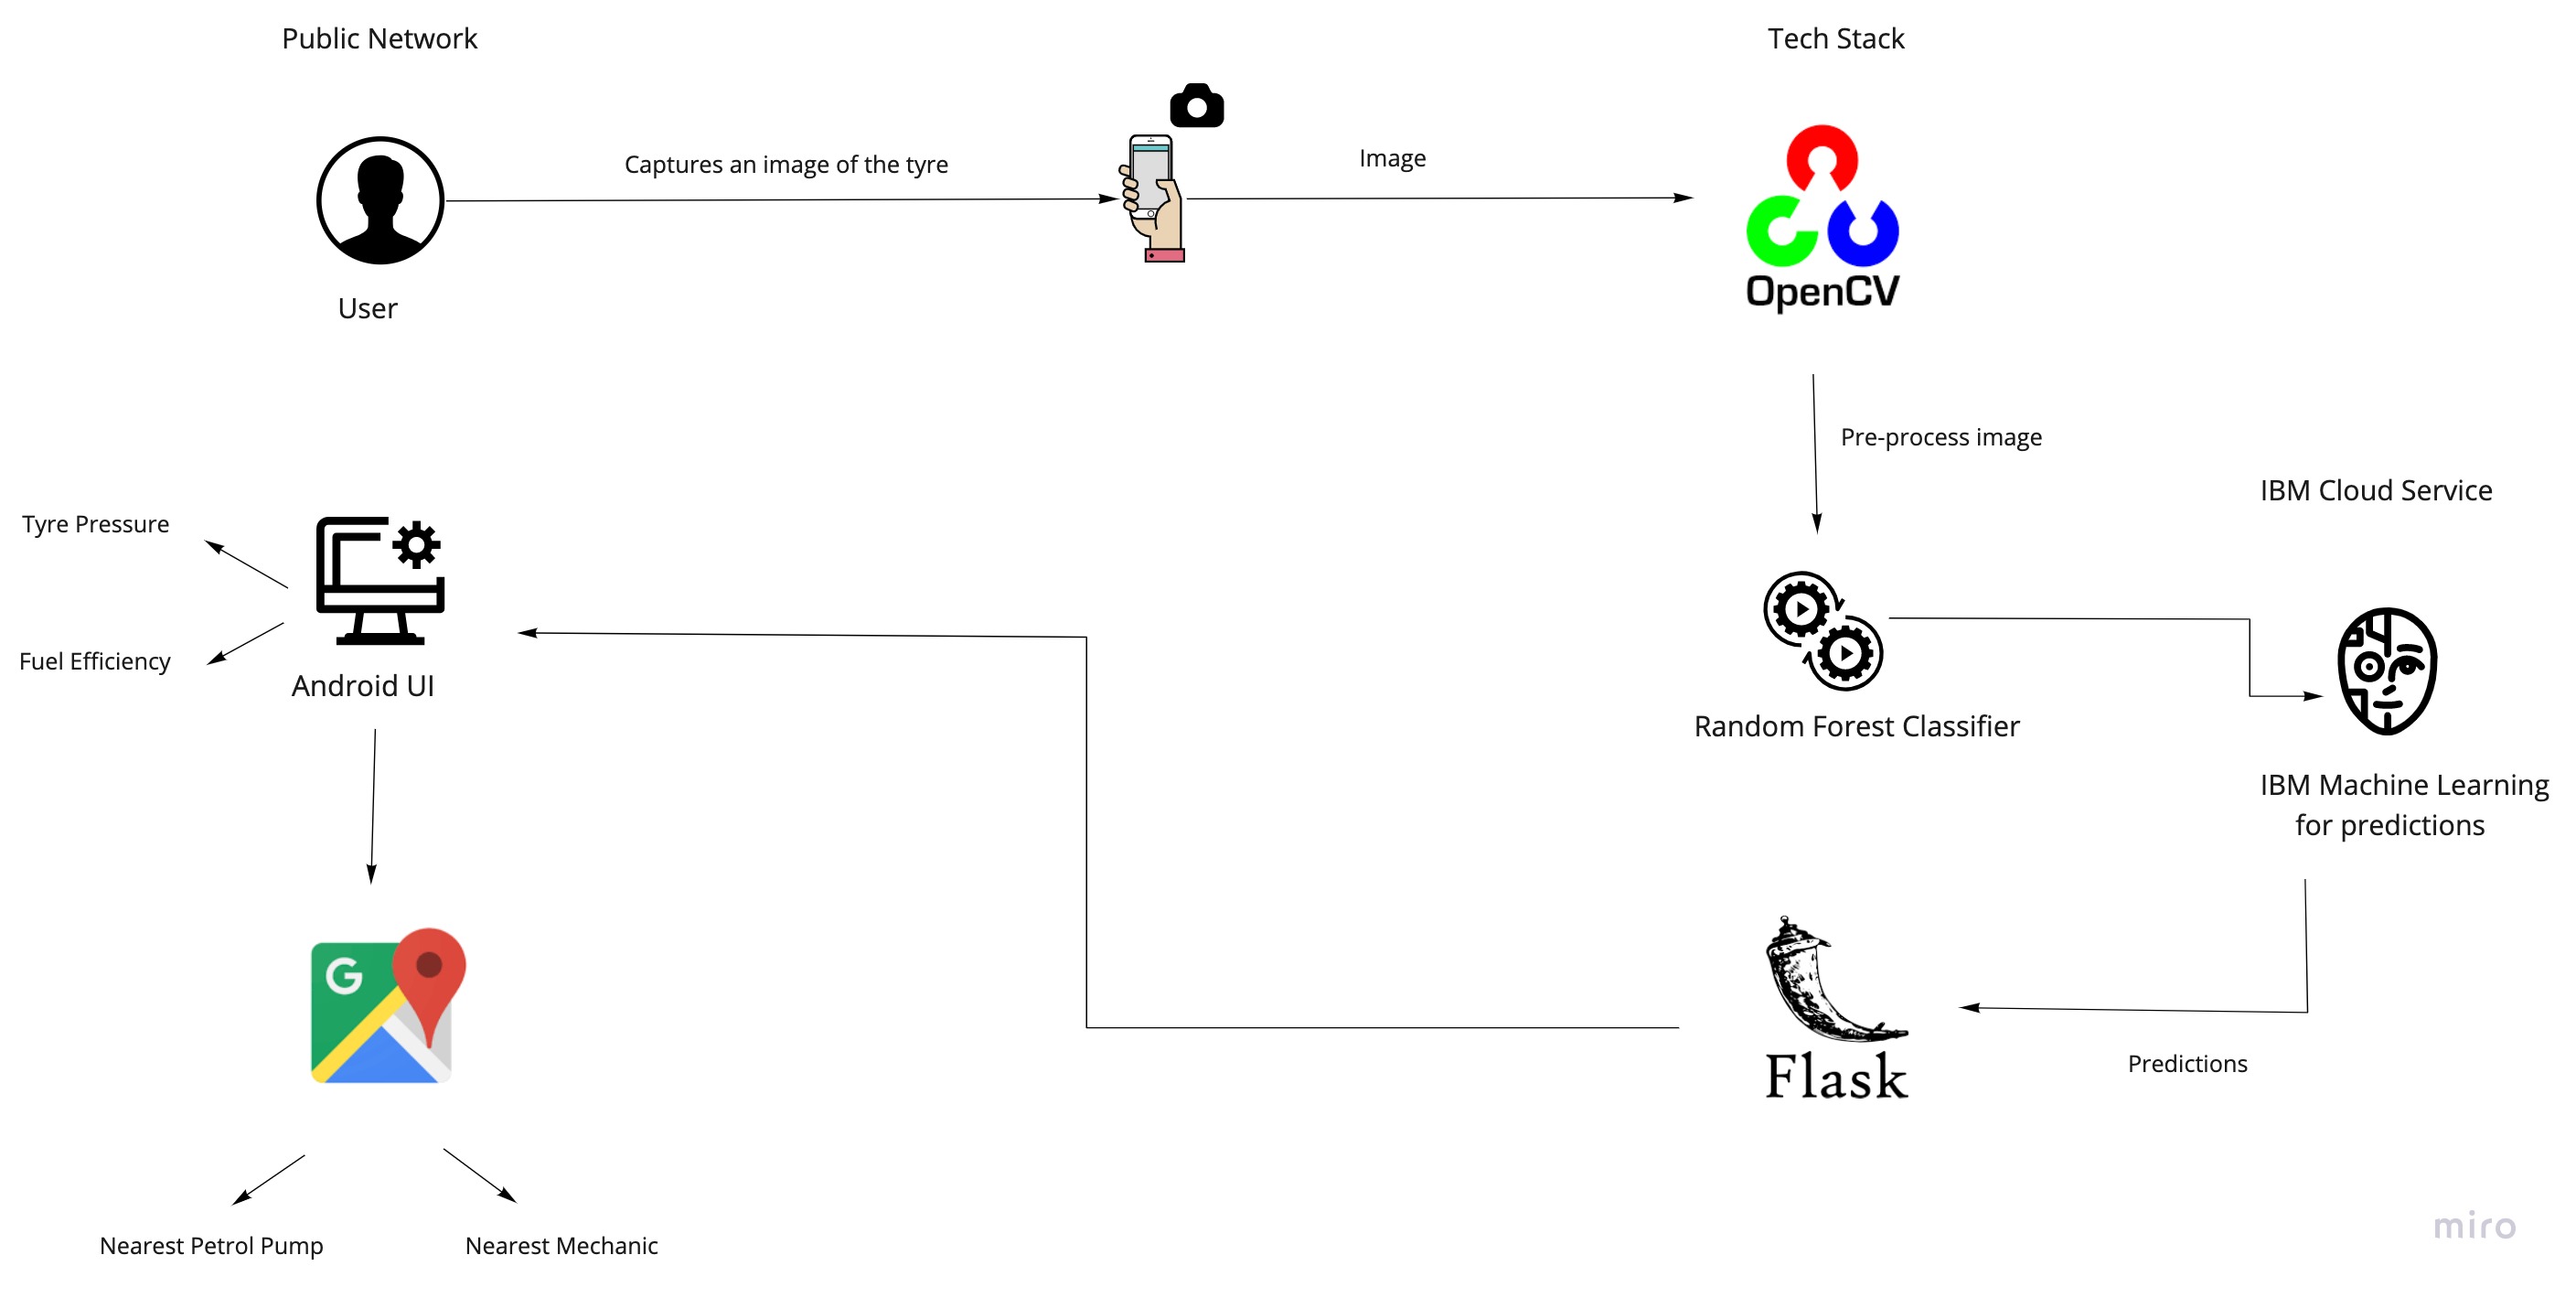 Public Network
Tech Stack
Captures an image of the tyre
Image
OpenCV
User
Pre-process image
IBM Cloud Service
Tyre Pressure
Fuel Efficiency
Android UI
Random Forest Classifier
IBM Machine Learning
for predictions
G
Flask
Predictions
Nearest Petrol Pump
Nearest Mechanic
miro